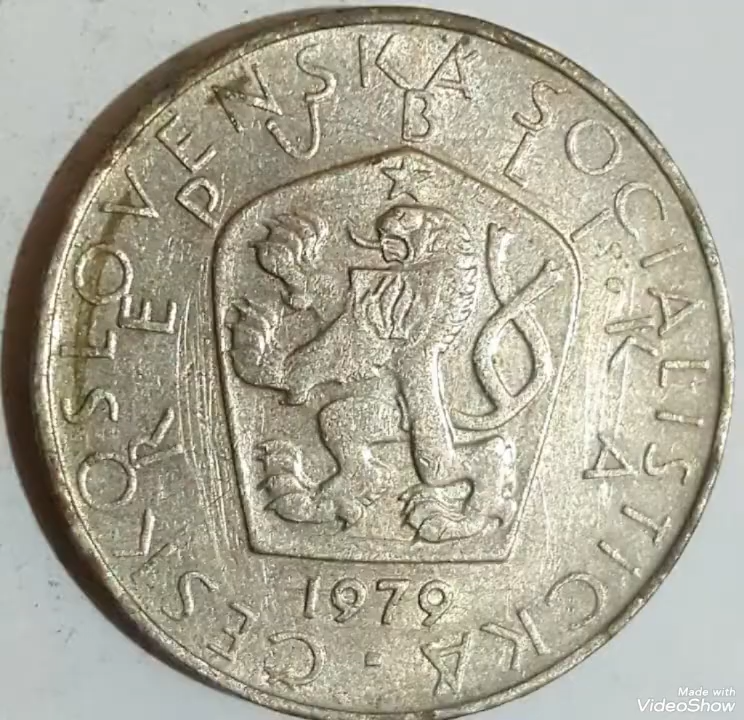 ČESKOSLOVENSKÁ SOCIALISTICKÁ ·
REPUBLIKA
1979
Made with
VideoShow